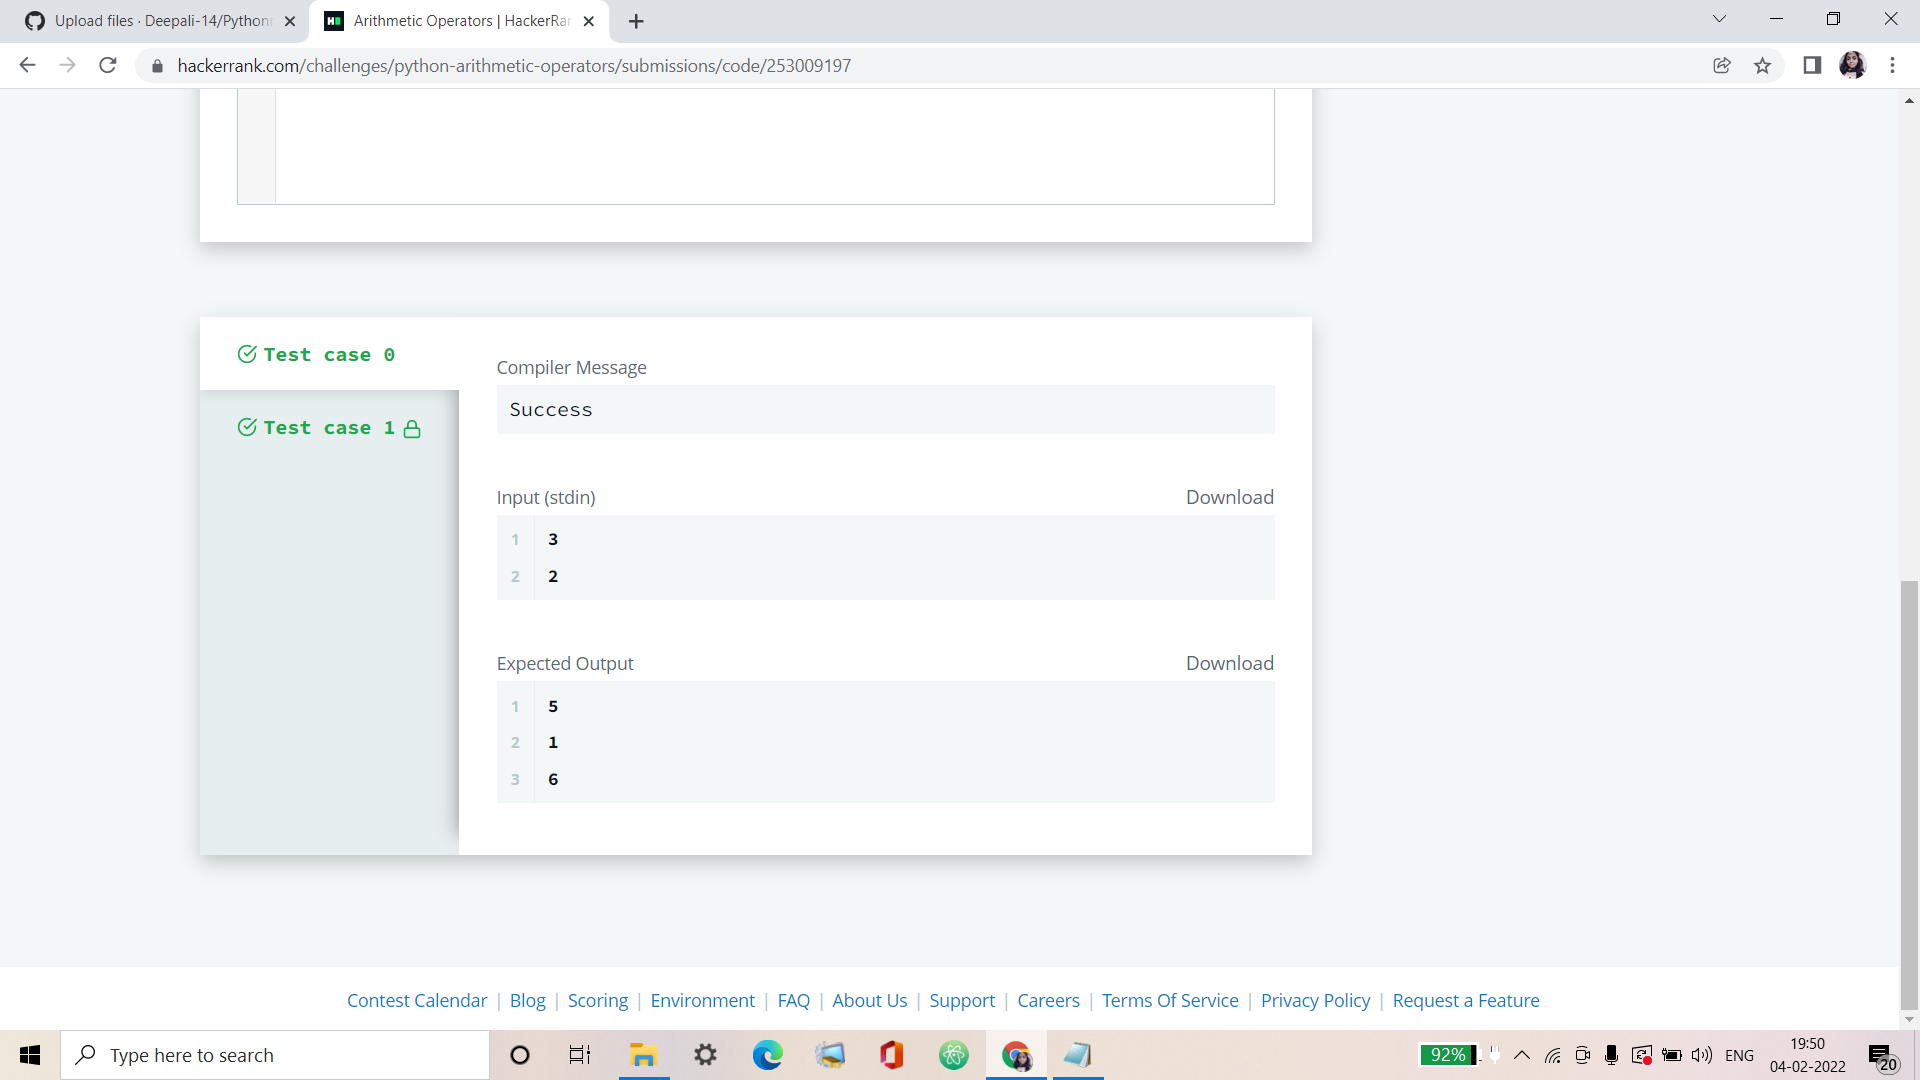 Upload files · Deepali-14/Python
Arithmetic Operators | HackerRan
hackerrank.com/challenges/python-arithmetic-operators/submissions/code/253009197
Test case 0
Test case 1
Compiler Message
Success
Input (stdin)
Download
1 3
2 2
Expected Output
Download
1 5
2 1
3 6
Contest Calendar | Blog | Scoring | Environment | FAQ | About Us | Support | Careers | Terms Of Service | Privacy Policy | Request a Feature
Type here to search
92%
ENG
19:50
04-02-2022
20